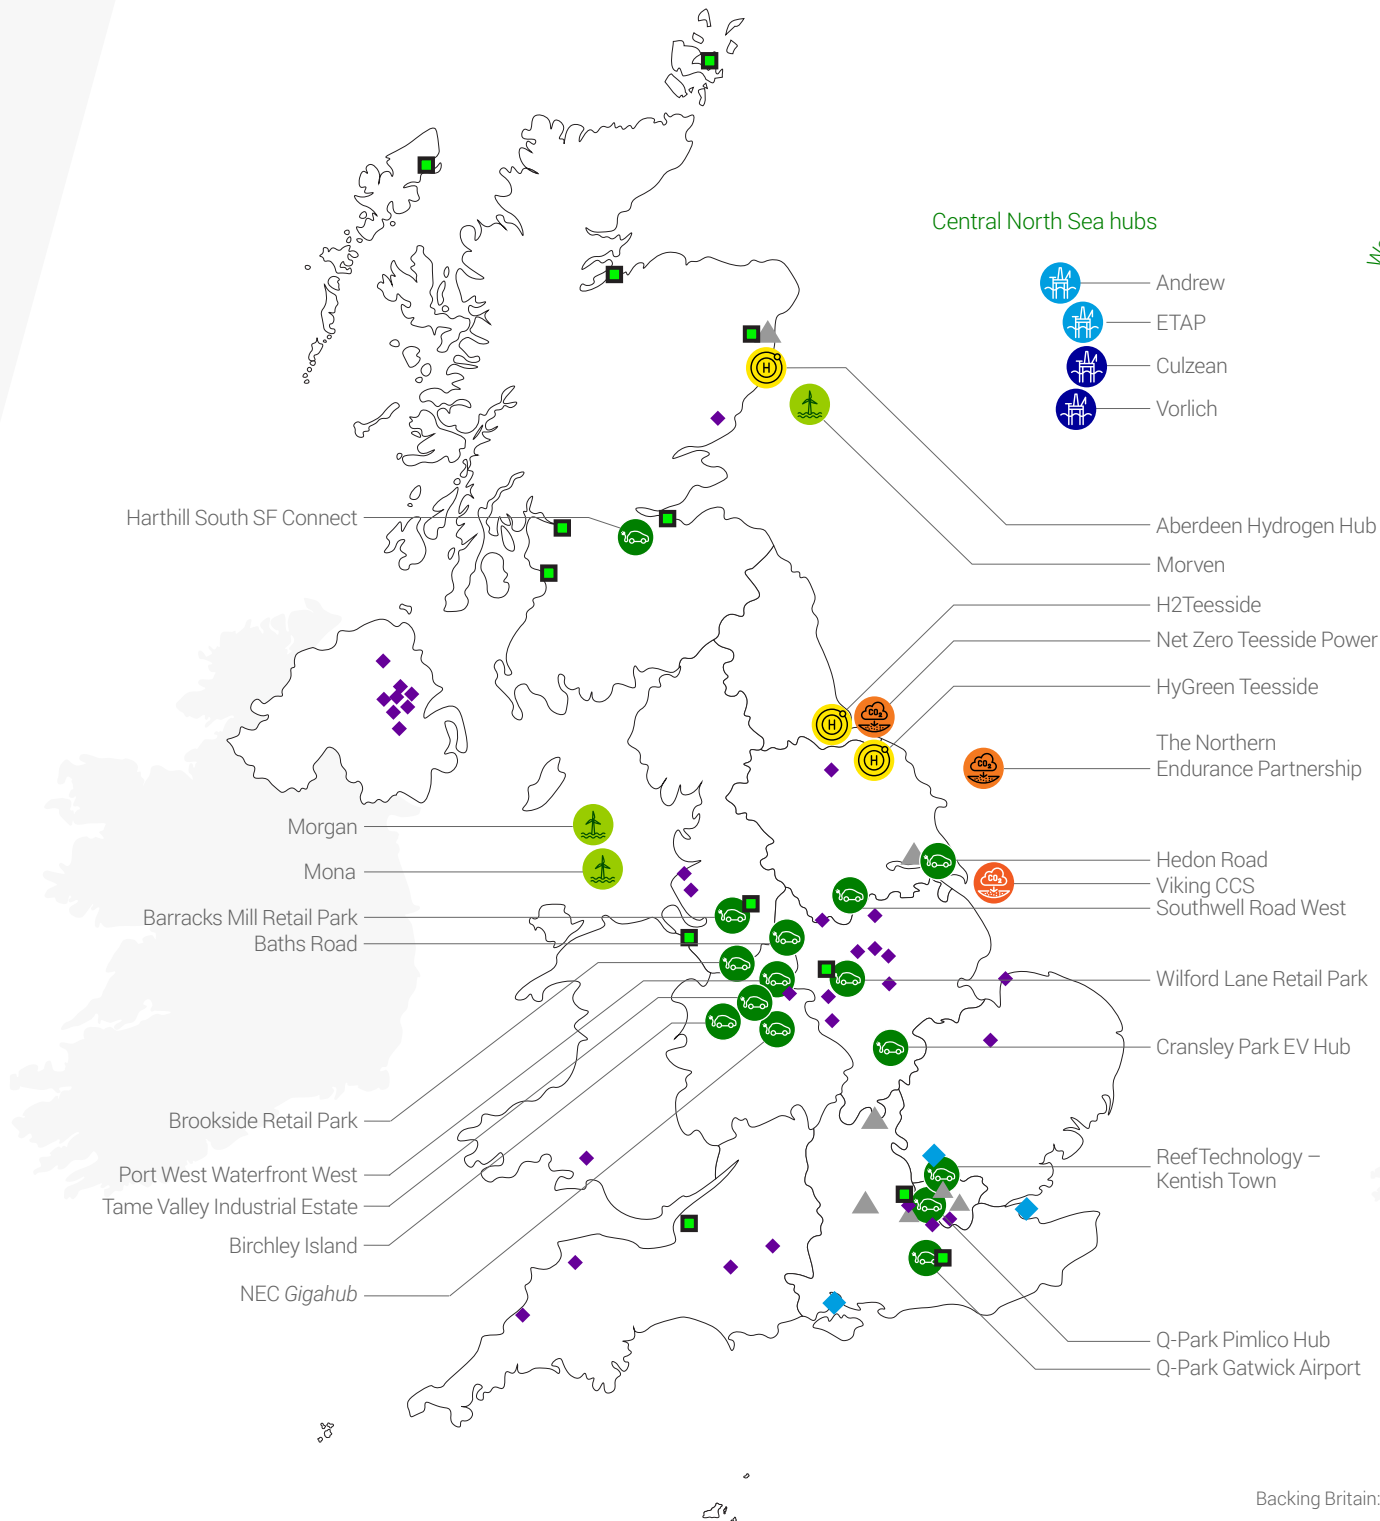 Central North Sea hubs
Andrew
ETAP
Culzean
Vorlich
Harthill South SF Connect
Aberdeen Hydrogen Hub
Morven
H2Teesside
Net Zero Teesside Power
HyGreen Teesside
The Northern
Endurance Partnership
Morgan
Mona
Barracks Mill Retail Park
Baths Road
Hedon Road
Viking CCS
Southwell Road West
Wilford Lane Retail Park
Cransley Park EV Hub
Brookside Retail Park
Port West Waterfront West
Tame Valley Industrial Estate
Birchley Island
NEC Gigahub
ReefTechnology –
Kentish Town
Q-Park Pimlico Hub
Q-Park Gatwick Airport
H
H
H
CO₂
CO₂
CO₂
Backing Britain: